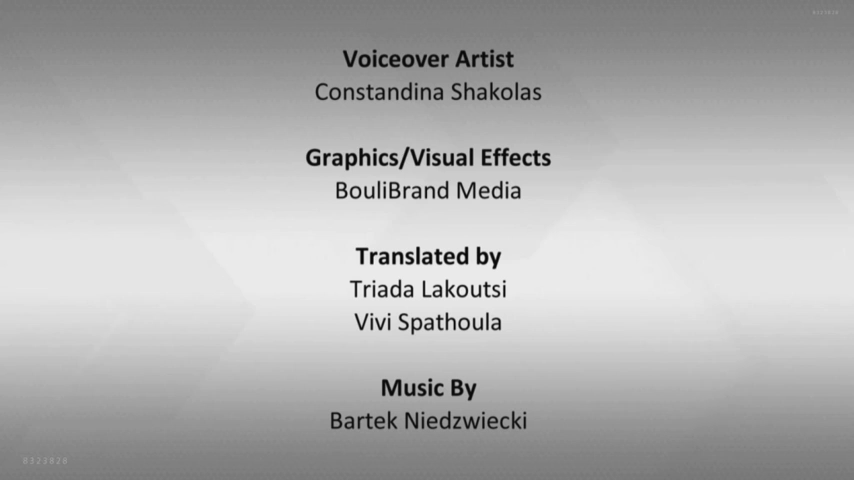 Voiceover Artist
Constandina Shakolas
Graphics/Visual Effects
BouliBrand Media
Translated by
Triada Lakoutsi
Vivi Spathoula
Music By
Bartek Niedzwiecki